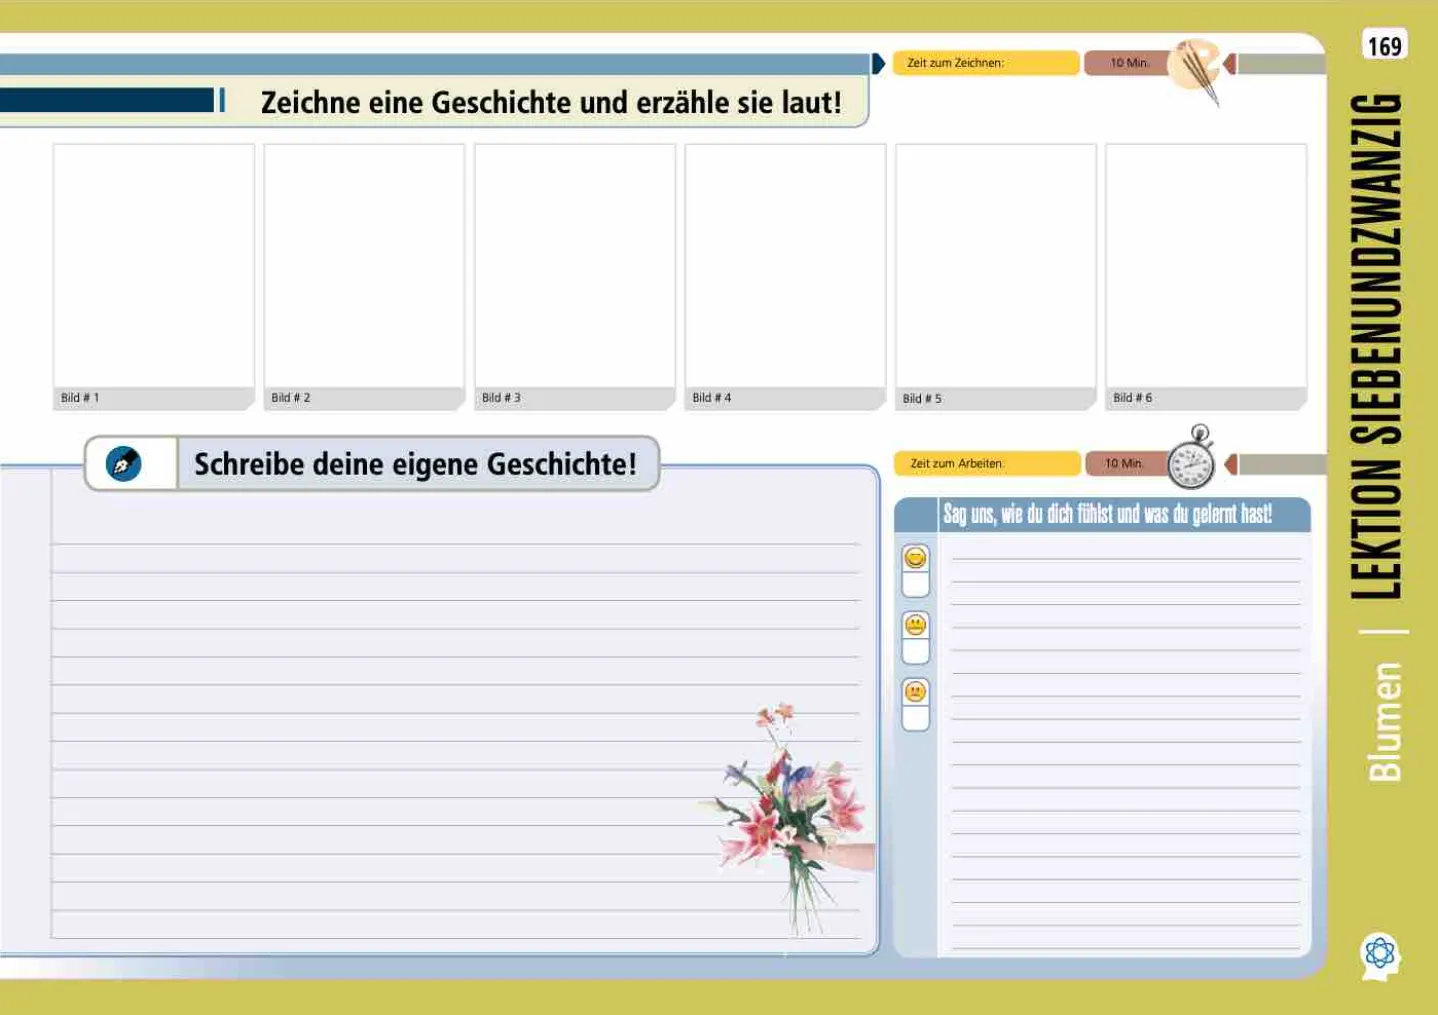 169
Zeit zum Zeichnen:
10 Min.
Zeichne eine Geschichte und erzähle sie laut!
Bild # 1
Bild # 2
Bild # 3
Bild # 4
Bild # 5
Bild # 6
Schreibe deine eigene Geschichte!
Zeit zum Arbeiten:
10 Min.
Sag uns, wie du dich fühlst und was du gelernt hast!
LEKTION SIEBENUNDZWANZIG
Blumen